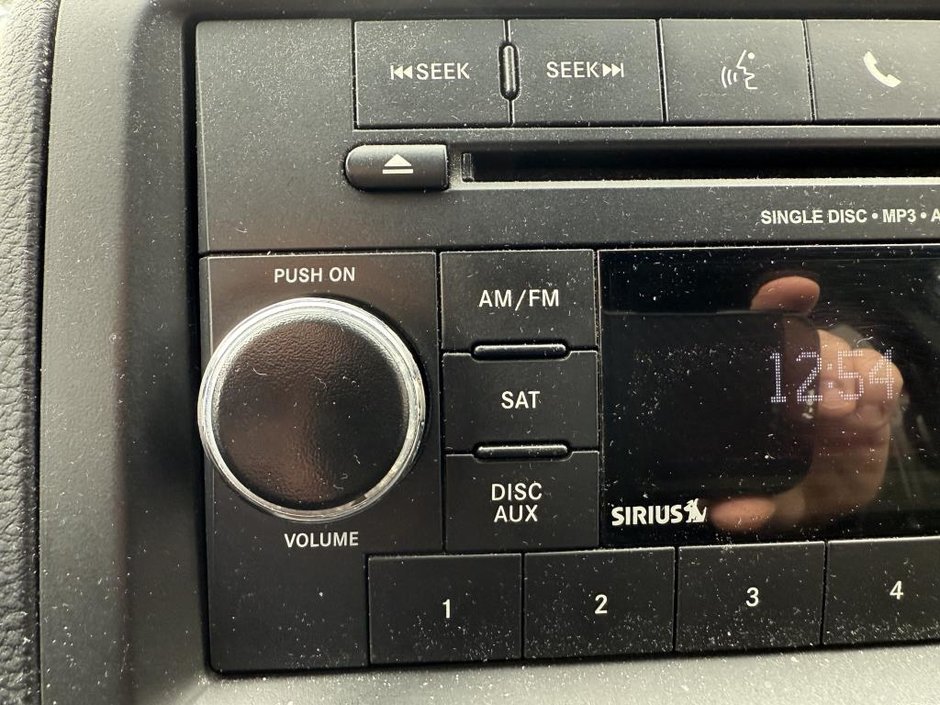 SEEK SEEK
SINGLE DISC • MP3 •
PUSH ON
AM/FM
12:54
SAT
DISC
AUX
SIRIUS
VOLUME
1 2 3 4